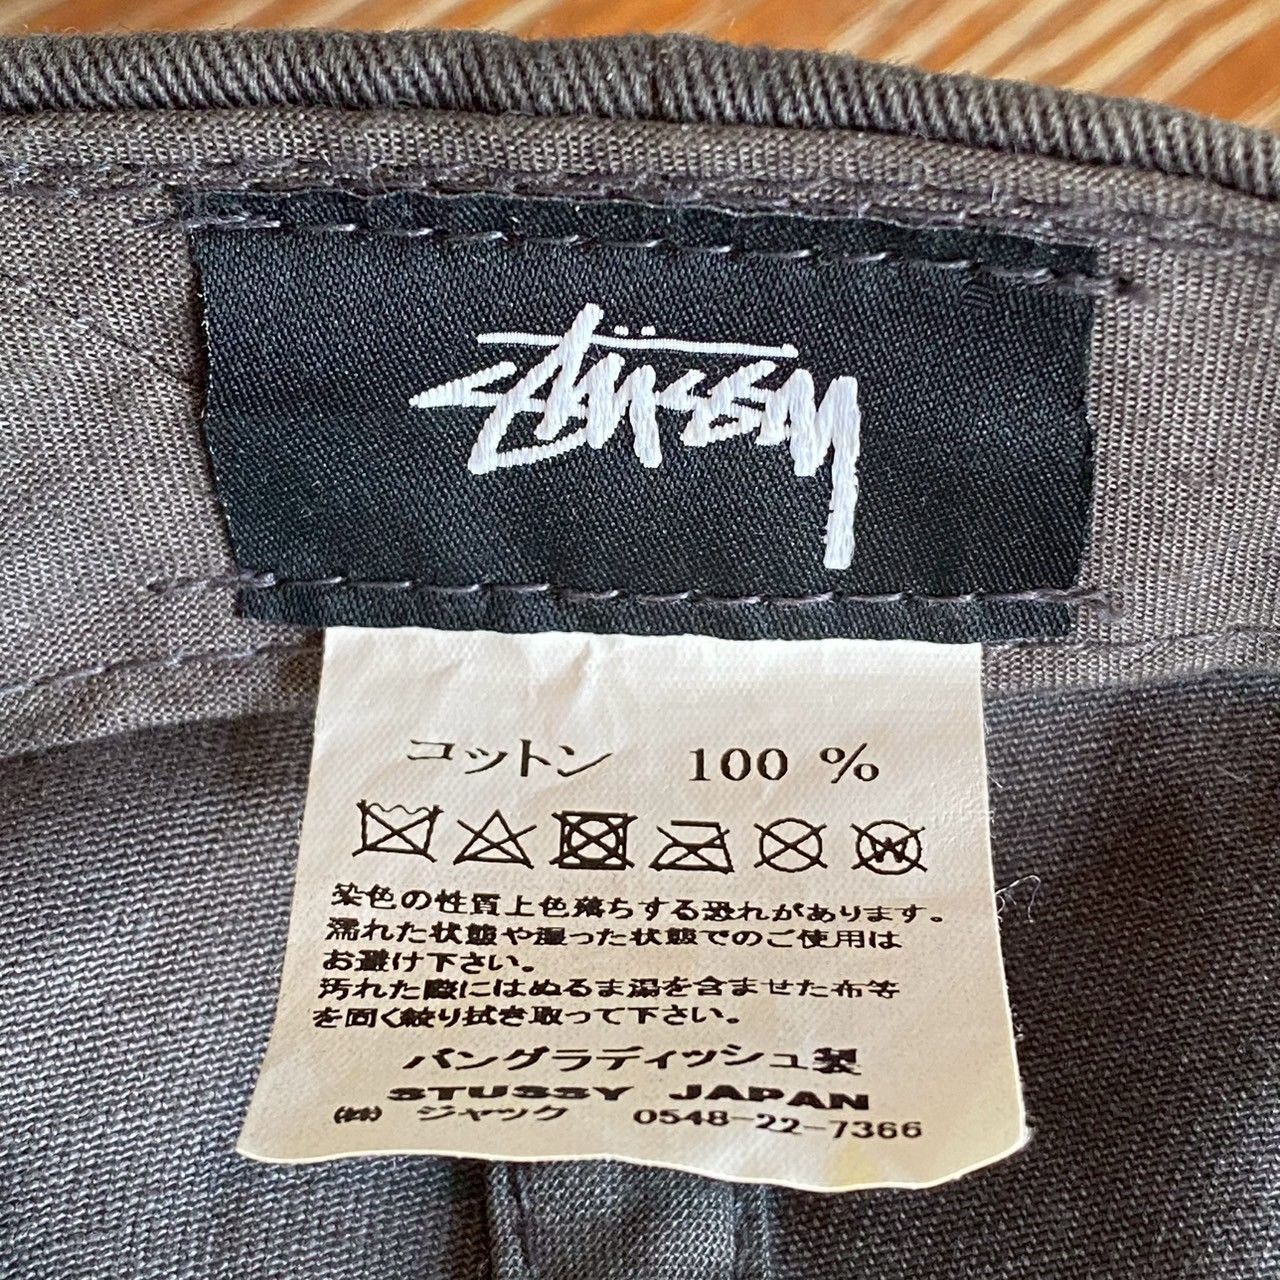 Stüssy
コットン 100 %
W
染色の性質上色落ちする恐れがあります。
濡れた状態や湿った状態でのご使用は
お避け下さい。
汚れた際にはぬるま湯を含ませた布等
を固く絞り拭き取って下さい。
バングラディッシュ製
STUSSY JAPAN
㈱ ジャック 0548-22-7366